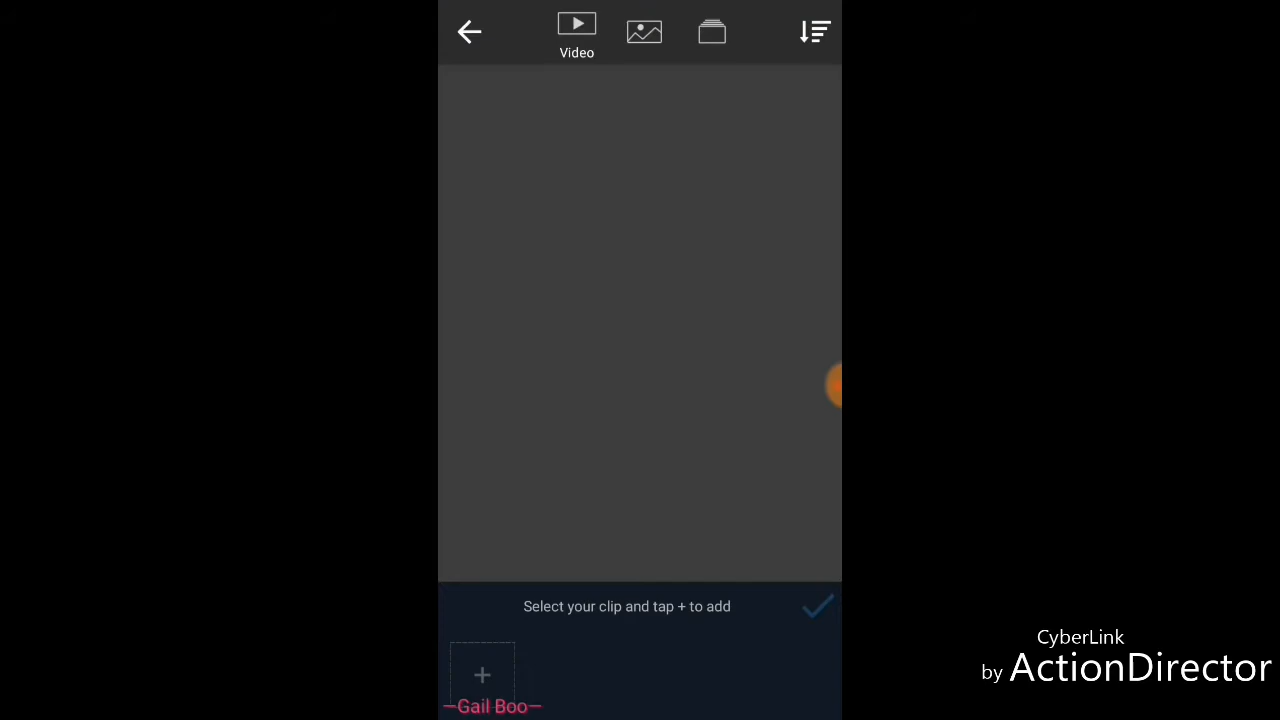 Video
Select your clip and tap + to add
+
—Gail Boo—
CyberLink
by ActionDirector